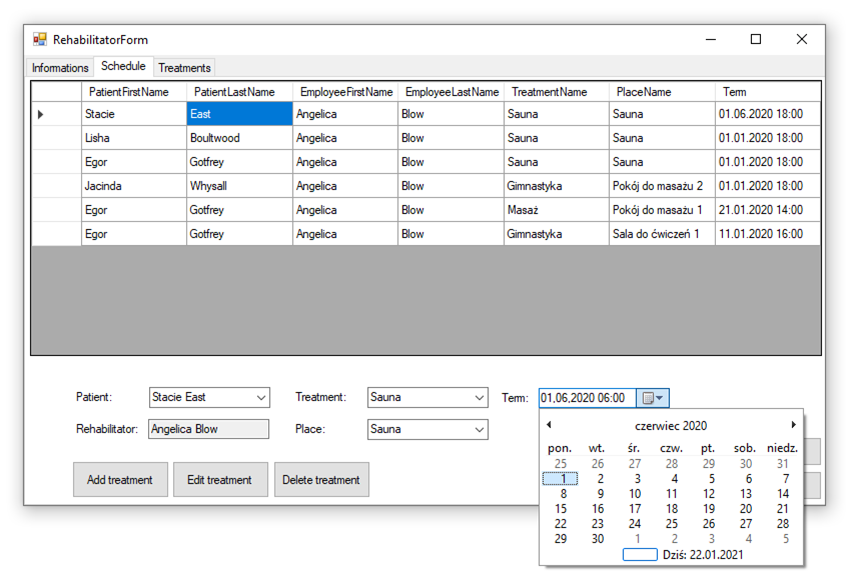 RehabilitatorForm
Informations Schedule Treatments
PatientFirstName PatientLastName EmployeeFirstName EmployeeLastName TreatmentName PlaceName Term
Stacie East Angelica Blow Sauna Sauna 01.06.2020 18:00
Lisha Boultwood Angelica Blow Sauna Sauna 01.01.2020 18:00
Egor Gotfrey Angelica Blow Sauna Sauna 01.01.2020 18:00
Jacinda Whysall Angelica Blow Gimnastyka Pokój do masażu 2 01.01.2020 18:00
Egor Gotfrey Angelica Blow Masaż Pokój do masażu 1 21.01.2020 14:00
Egor Gotfrey Angelica Blow Gimnastyka Sala do ćwiczeń 1 11.01.2020 16:00
Patient: Stacie East Treatment: Sauna Term: 01.06.2020 06:00
Rehabilitator: Angelica Blow Place: Sauna
Add treatment Edit treatment Delete treatment
czerwiec 2020
pon. wt. śr. czw. pt. sob. niedz.
25 26 27 28 29 30 31
1 2 3 4 5 6 7
8 9 10 11 12 13 14
15 16 17 18 19 20 21
22 23 24 25 26 27 28
29 30 1 2 3 4 5
Dziś: 22.01.2021